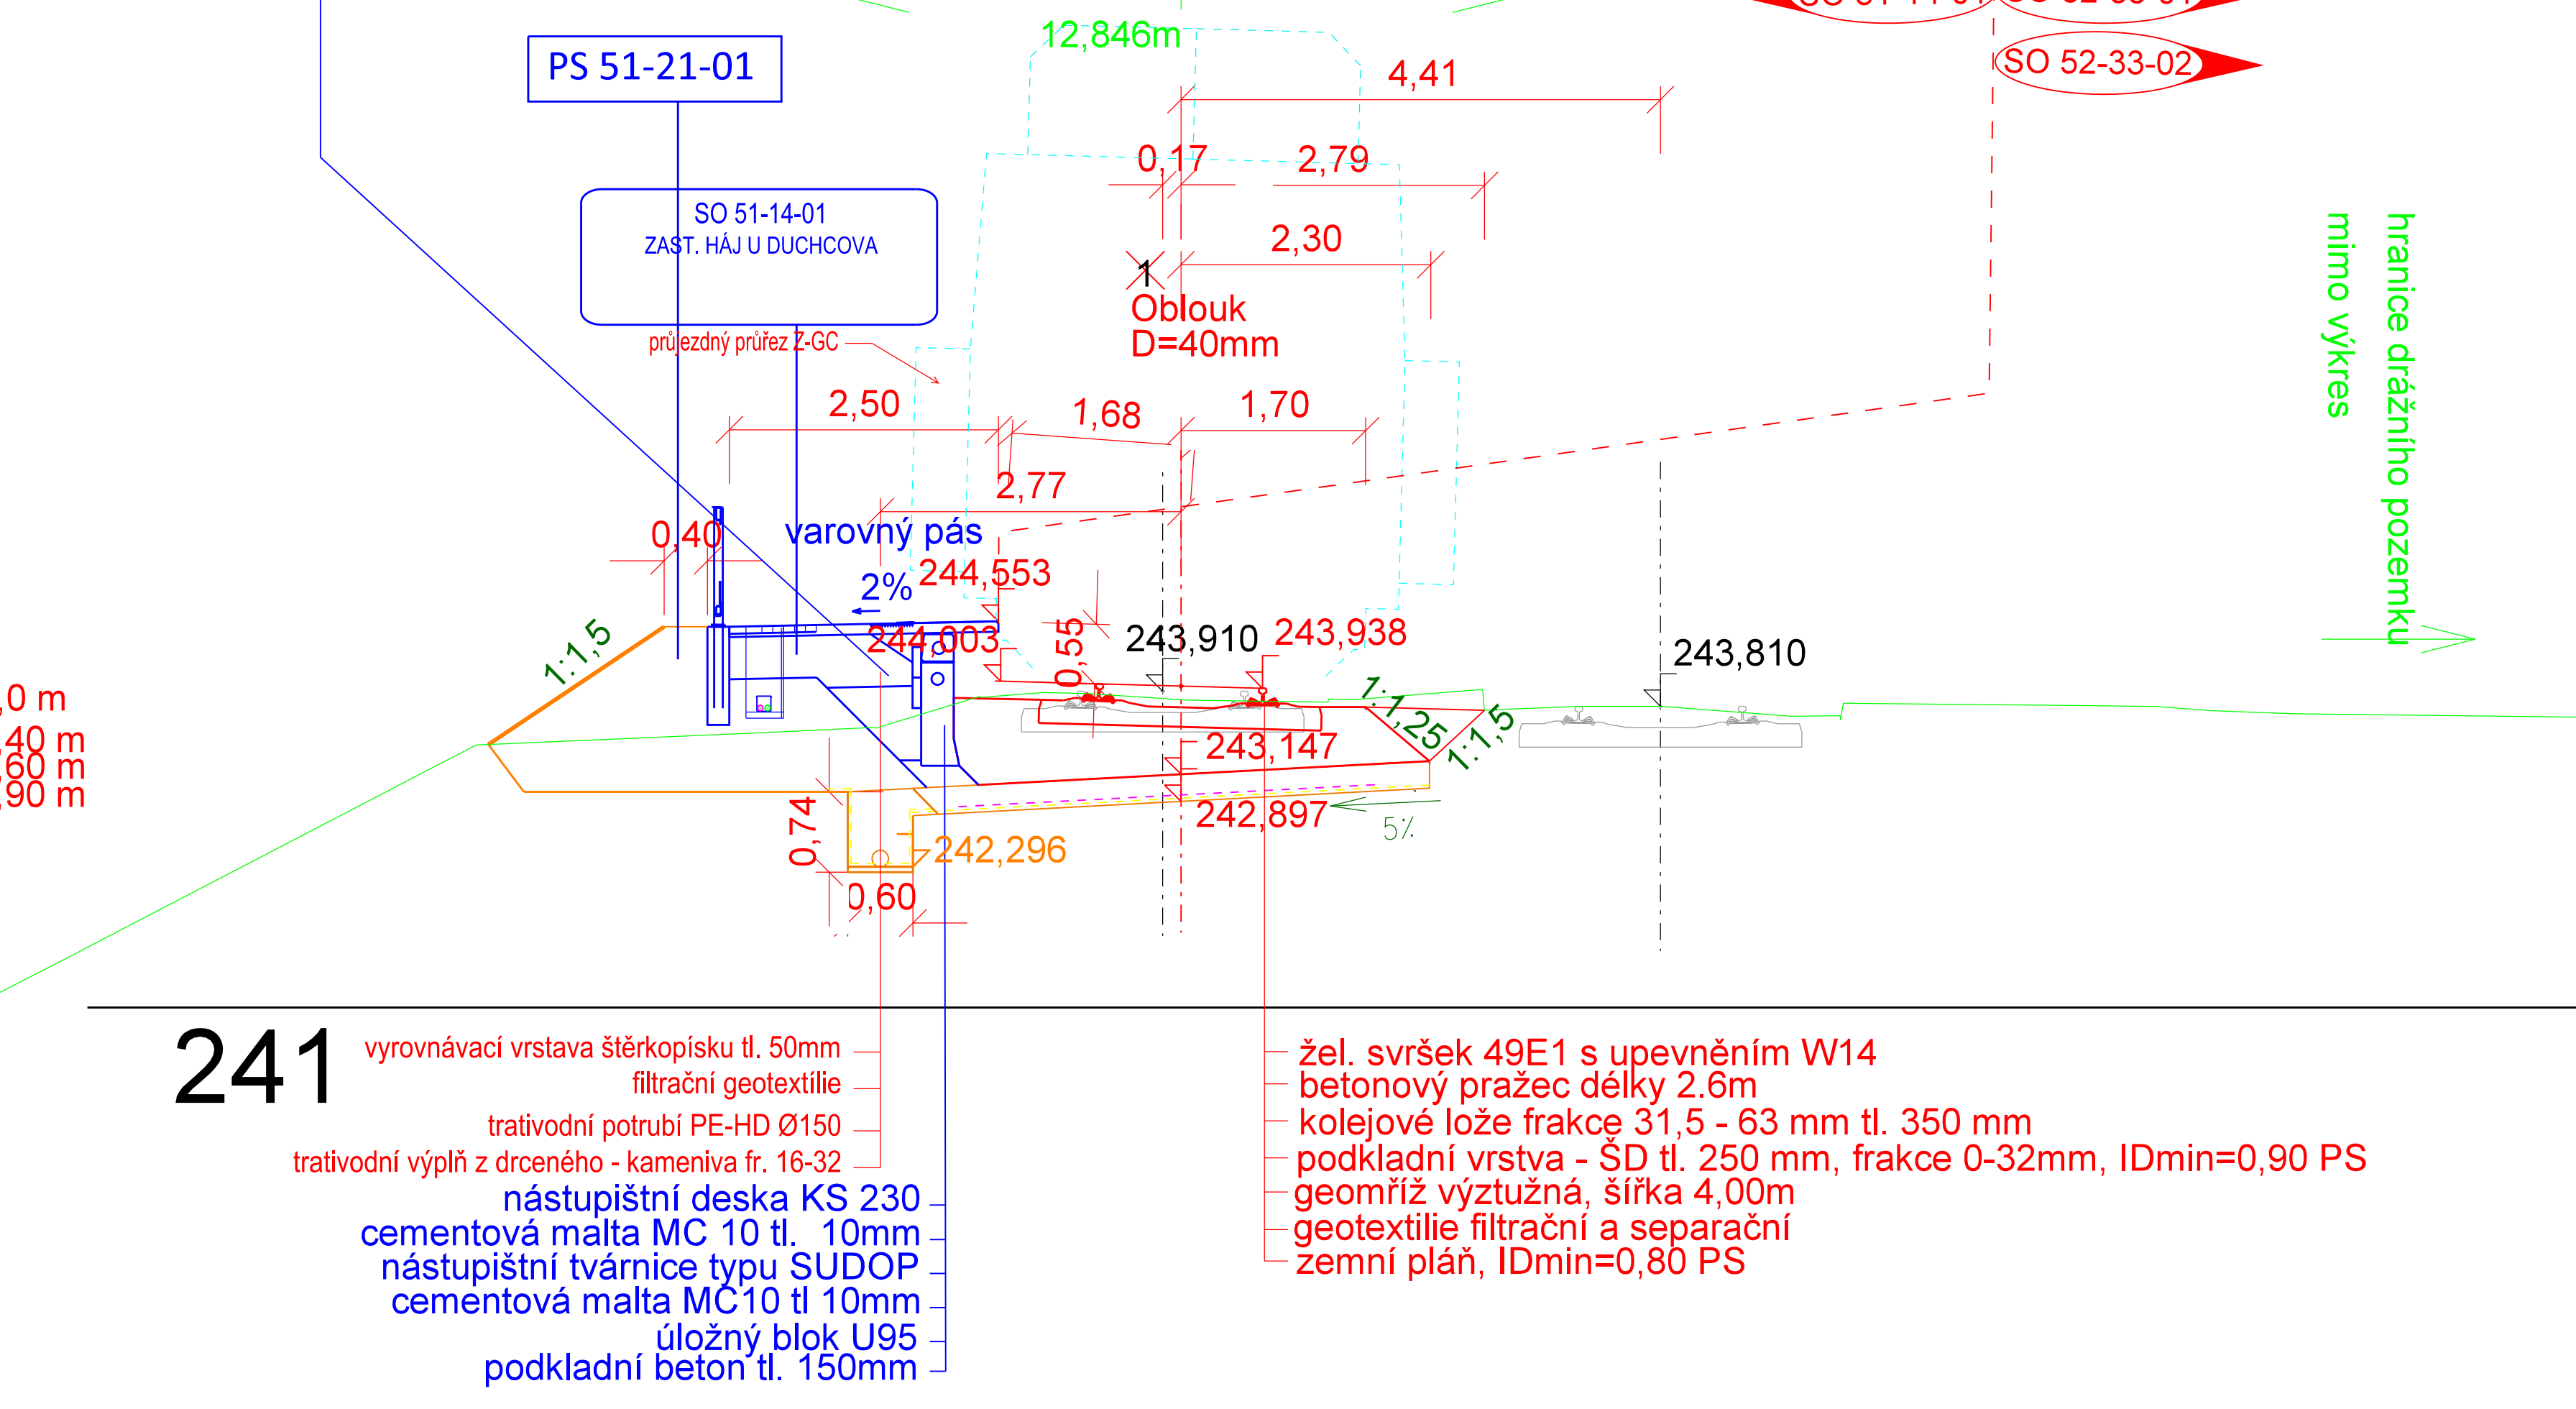 12,846m
SO 52-33-02
PS 51-21-01
4,41
0,17
2,79
SO 51-14-01
ZAST. HÁJ U DUCHCOVA
2,30
1
Oblouk
D=40mm
průjezdný průřez Z-GC
hranice drážního pozemku
mimo výkres
2,50
1,68
1,70
2,77
0,40
varovný pás
2%
244,553
244,003
0,55
243,910
243,938
243,810
1:1,5
,0 m
,40 m
,60 m
,90 m
1:1,25
1:1,5
243,147
242,897
5%
0,74
242,296
0,60
241
vyrovnávací vrstava štěrkopísku tl. 50mm
filtrační geotextílie
trativodní potrubí PE-HD Ø150
trativodní výplň z drceného - kameniva fr. 16-32
nástupištní deska KS 230
cementová malta MC 10 tl. 10mm
nástupištní tvárnice typu SUDOP
cementová malta MC10 tl 10mm
úložný blok U95
podkladní beton tl. 150mm
žel. svršek 49E1 s upevněním W14
betonový pražec délky 2.6m
kolejové lože frakce 31,5 - 63 mm tl. 350 mm
podkladní vrstva - ŠD tl. 250 mm, frakce 0-32mm, IDmin=0,90 PS
geomříž výztužná, šířka 4,00m
geotextilie filtrační a separační
zemní pláň, IDmin=0,80 PS